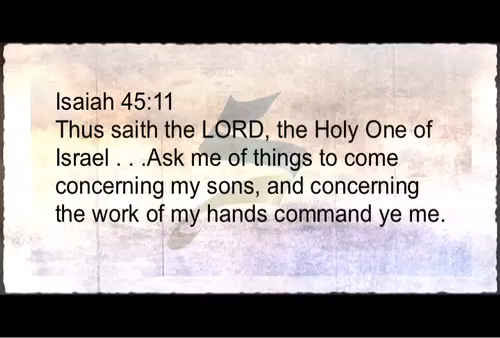 Isaiah 45:11
Thus saith the LORD, the Holy One of
Israel . . .Ask me of things to come
concerning my sons, and concerning
the work of my hands command ye me.